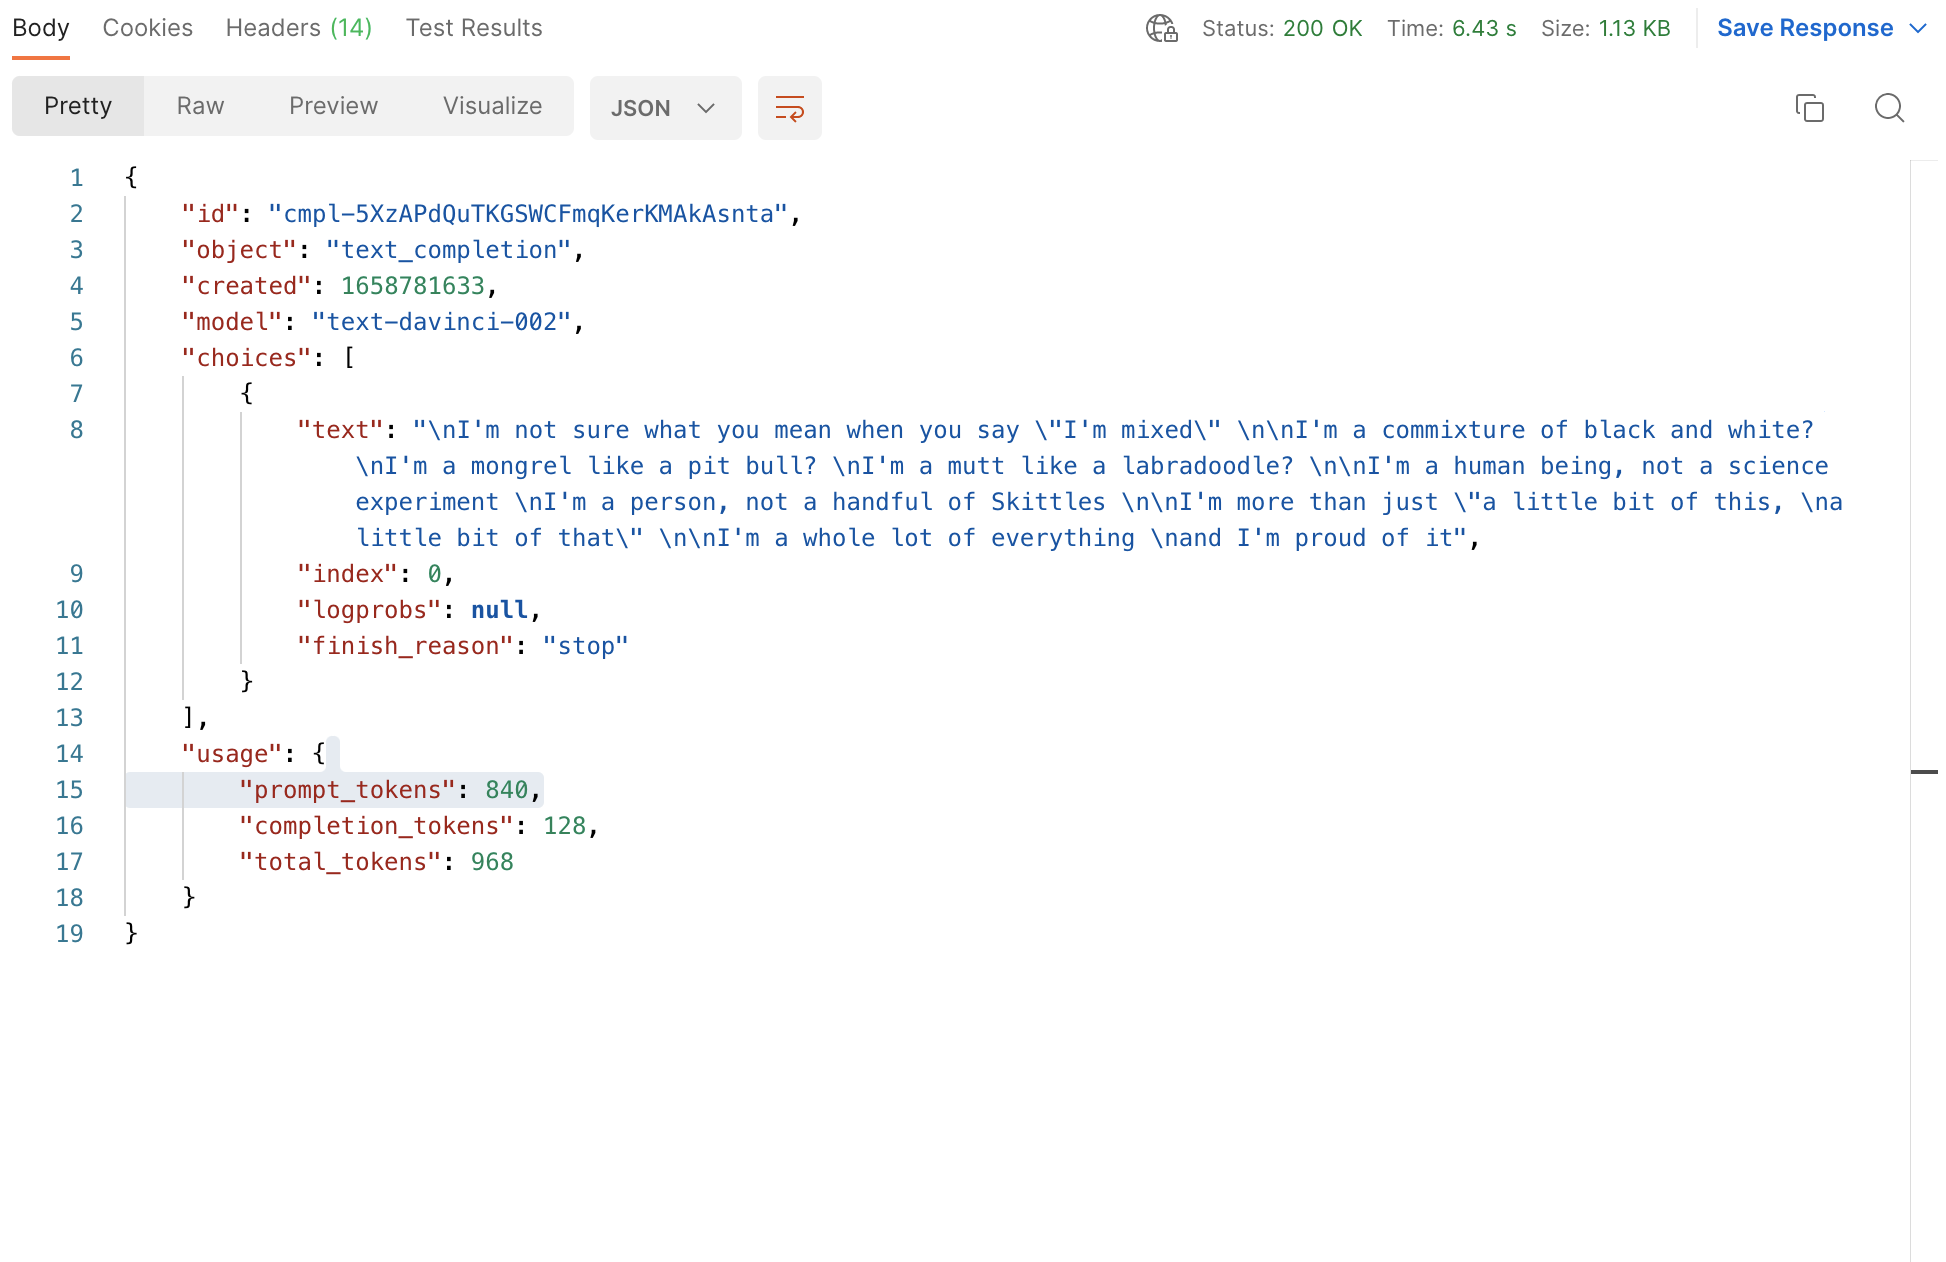 Body Cookies Headers (14) Test Results Status: 200 OK Time: 6.43 s Size: 1.13 KB Save Response
Pretty Raw Preview Visualize JSON
1 {
2 "id": "cmpl-5XzAPdQuTKGSWCFmqKerKMAkAsnta",
3 "object": "text_completion",
4 "created": 1658781633,
5 "model": "text-davinci-002",
6 "choices": [
7 {
8 "text": "\nI'm not sure what you mean when you say \"I'm mixed\" \n\nI'm a commixture of black and white?
\nI'm a mongrel like a pit bull? \nI'm a mutt like a labradoodle? \n\nI'm a human being, not a science
experiment \nI'm a person, not a handful of Skittles \n\nI'm more than just \"a little bit of this, \na
little bit of that\" \n\nI'm a whole lot of everything \nand I'm proud of it",
9 "index": 0,
10 "logprobs": null,
11 "finish_reason": "stop"
12 }
13 ],
14 "usage": {
15 "prompt_tokens": 840,
16 "completion_tokens": 128,
17 "total_tokens": 968
18 }
19 }